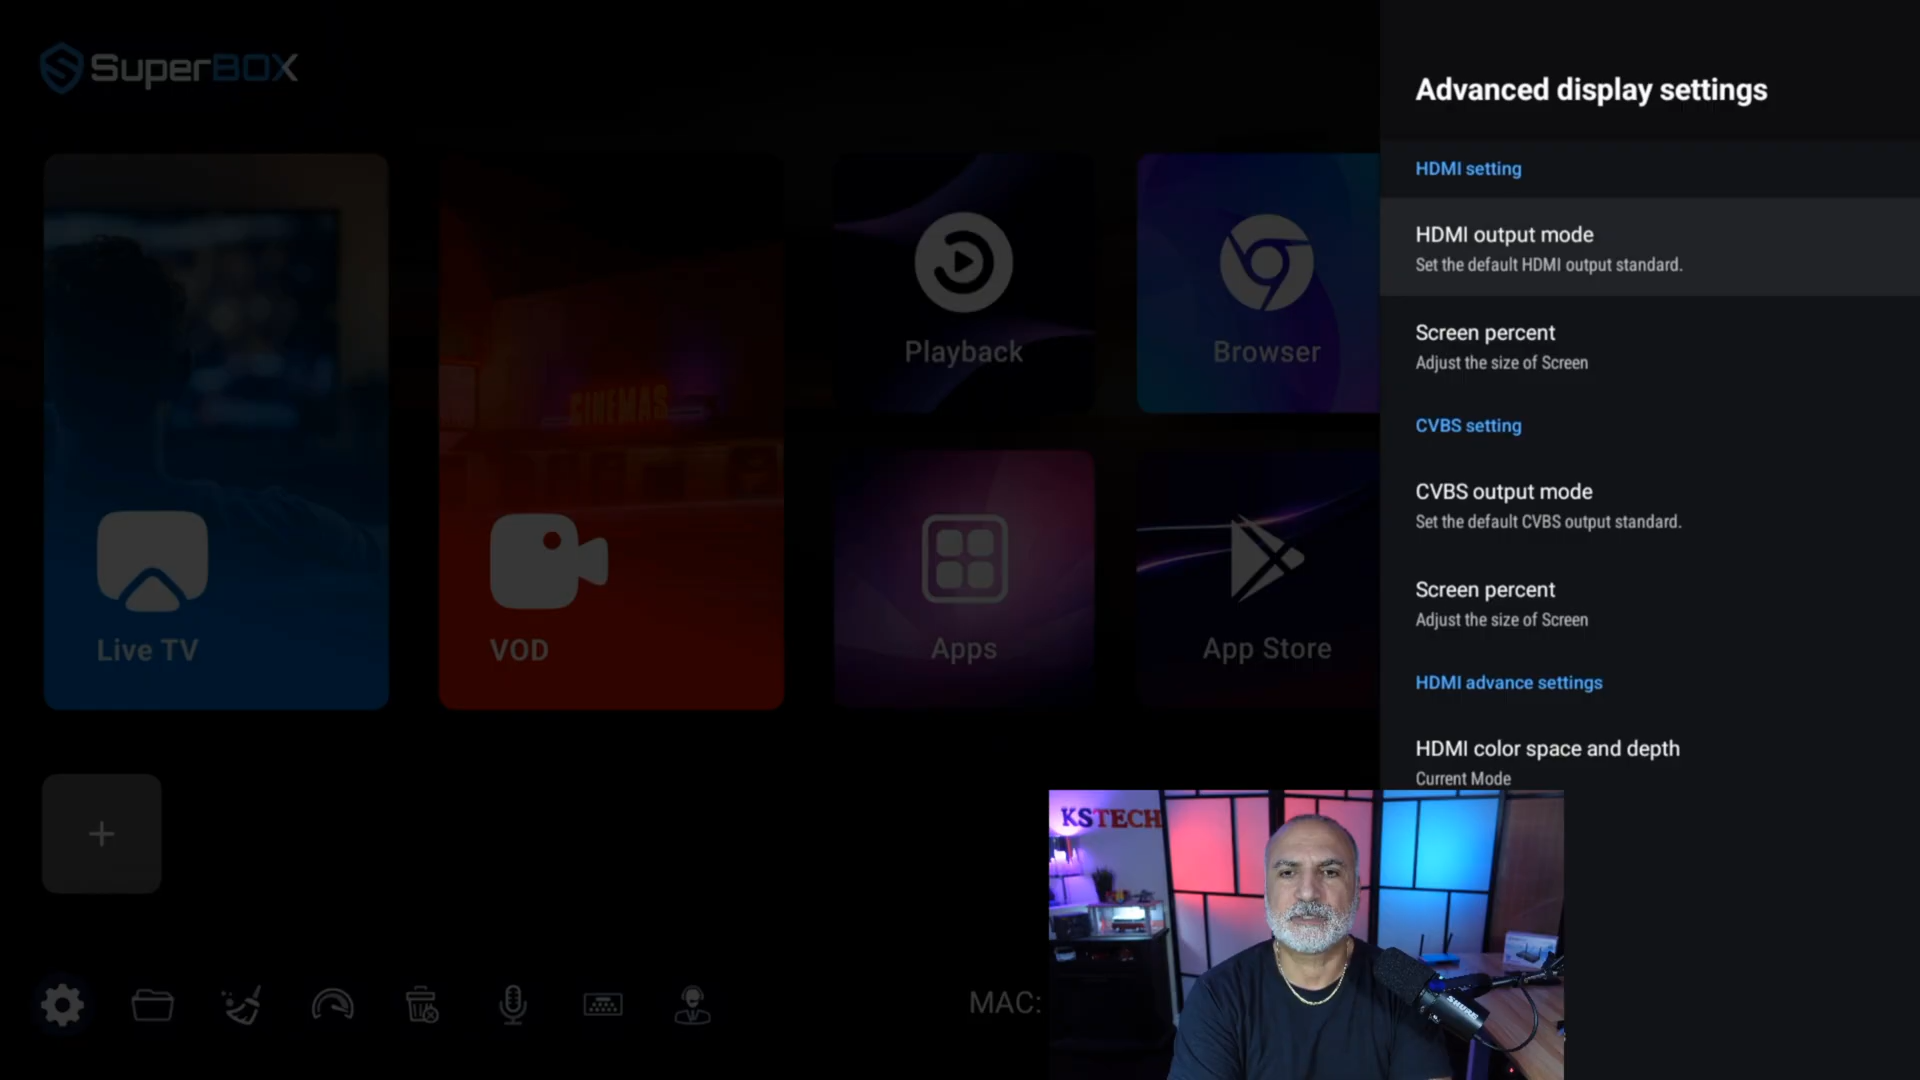 SuperBOX
Live TV
CINEMAS
VOD
Playback
Browser
Apps
App Store
MAC:
Advanced display settings
HDMI setting
HDMI output mode
Set the default HDMI output standard.
Screen percent
Adjust the size of Screen
CVBS setting
CVBS output mode
Set the default CVBS output standard.
Screen percent
Adjust the size of Screen
HDMI advance settings
HDMI color space and depth
Current Mode
KSTECH
SHURE